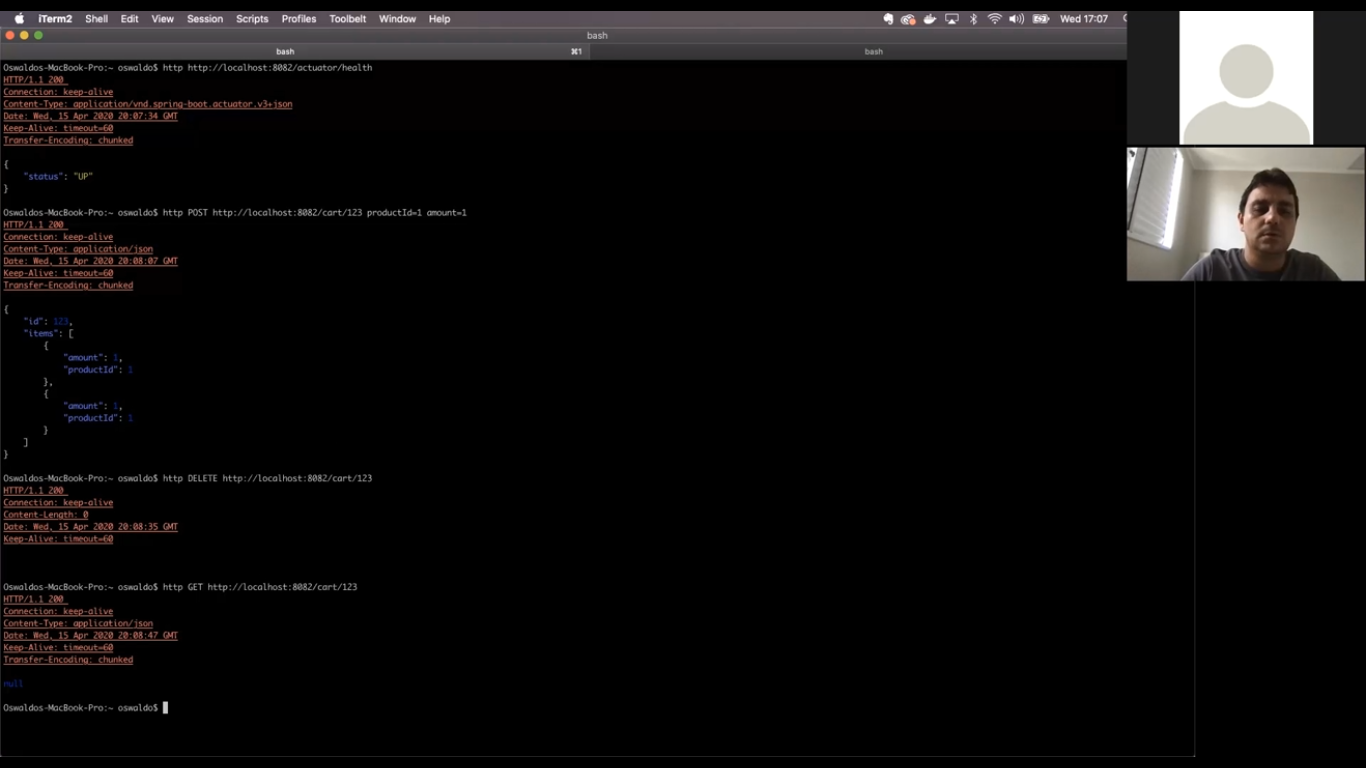 iTerm2 Shell Edit View Session Scripts Profiles Toolbelt Window Help Wed 17:07
bash
bash ⌘1 bash
Oswaldos-MacBook-Pro:~ oswaldo$ http http://localhost:8082/actuator/health
HTTP/1.1 200
Connection: keep-alive
Content-Type: application/vnd.spring-boot.actuator.v3+json
Date: Wed, 15 Apr 2020 20:07:34 GMT
Keep-Alive: timeout=60
Transfer-Encoding: chunked
{
"status": "UP"
}
Oswaldos-MacBook-Pro:~ oswaldo$ http POST http://localhost:8082/cart/123 productId=1 amount=1
HTTP/1.1 200
Connection: keep-alive
Content-Type: application/json
Date: Wed, 15 Apr 2020 20:08:07 GMT
Keep-Alive: timeout=60
Transfer-Encoding: chunked
{
"id": 123,
"items": [
{
"amount": 1,
"productId": 1
},
{
"amount": 1,
"productId": 1
}
]
}
Oswaldos-MacBook-Pro:~ oswaldo$ http DELETE http://localhost:8082/cart/123
HTTP/1.1 200
Connection: keep-alive
Content-Length: 0
Date: Wed, 15 Apr 2020 20:08:35 GMT
Keep-Alive: timeout=60
Oswaldos-MacBook-Pro:~ oswaldo$ http GET http://localhost:8082/cart/123
HTTP/1.1 200
Connection: keep-alive
Content-Type: application/json
Date: Wed, 15 Apr 2020 20:08:47 GMT
Keep-Alive: timeout=60
Transfer-Encoding: chunked
null
Oswaldos-MacBook-Pro:~ oswaldo$